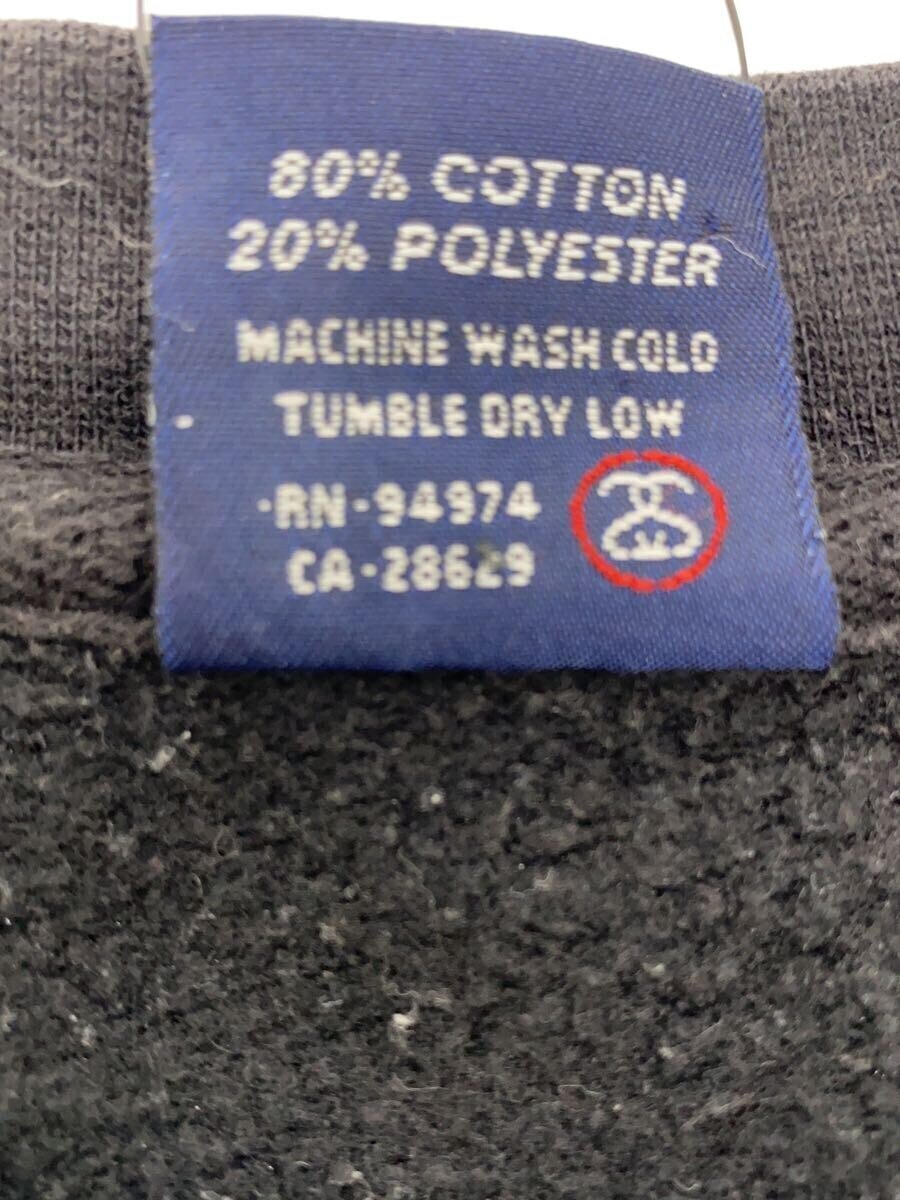 80% COTTON
20% POLYESTER
MACHINE WASH COLD
TUMBLE DRY LOW
·RN-94974
CA-28629